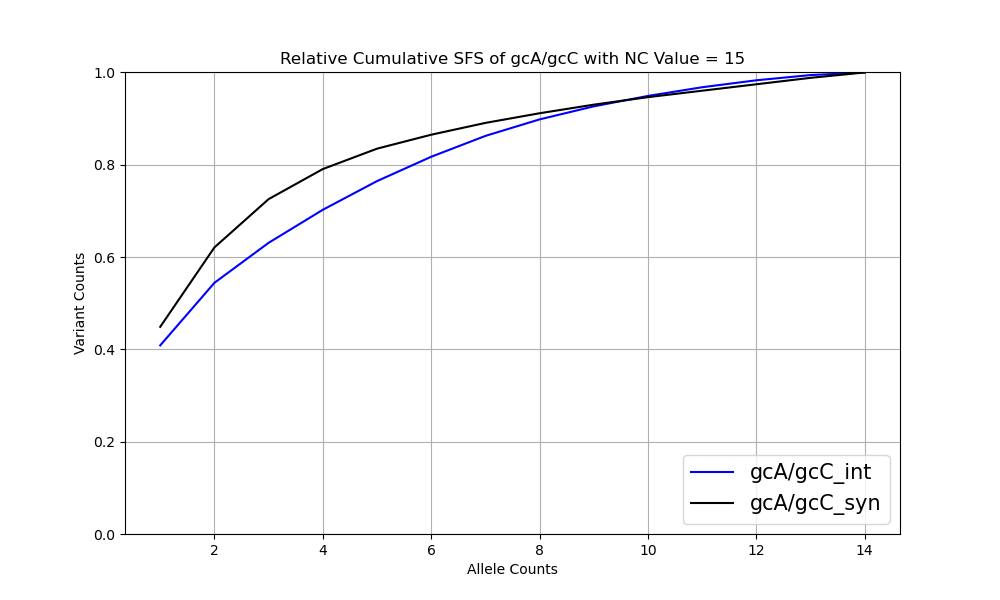 Relative Cumulative SFS of gcA/gcC with NC Value = 15
1.0
0.8
0.6
0.4
0.2
0.0
Variant Counts
2 4 6 8 10 12 14
Allele Counts
gcA/gcC_int
gcA/gcC_syn